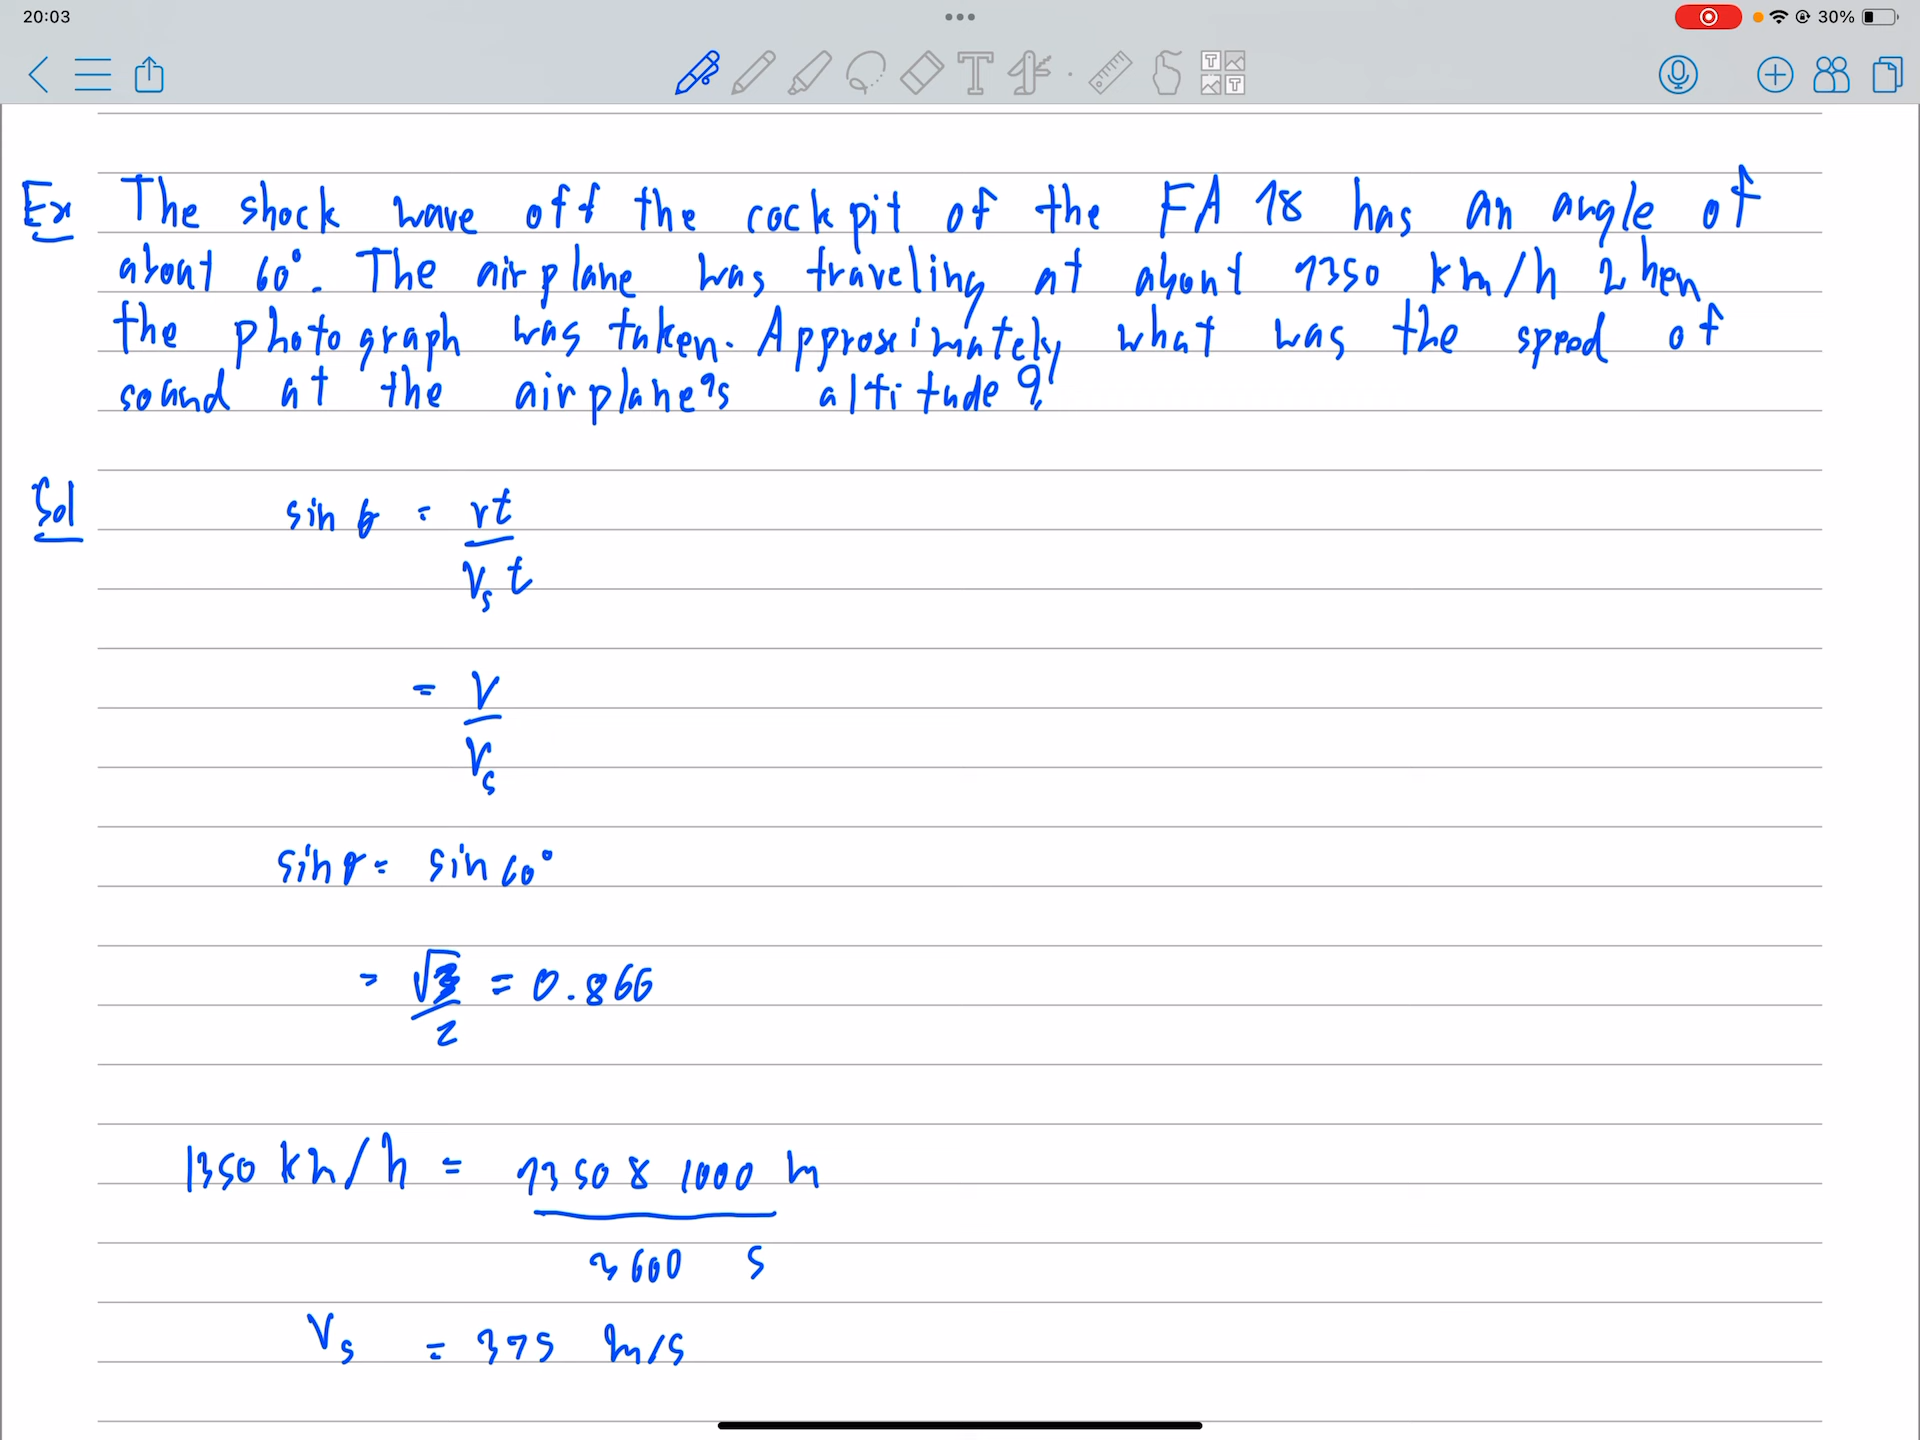 20:03
30%
Ex The shock wave off the cockpit of the FA 18 has an angle of
about 60°. The airplane was traveling at about 1350 km/h when
the photograph was taken. Approximately what was the speed of
sound at the airplane's altitude?
Sol sin θ = vt
Vs t
= V
Vs
sin θ = sin 60°
= √3 = 0.866
2
1350 km/h = 1350 × 1000 m
3600 s
Vs = 375 m/s